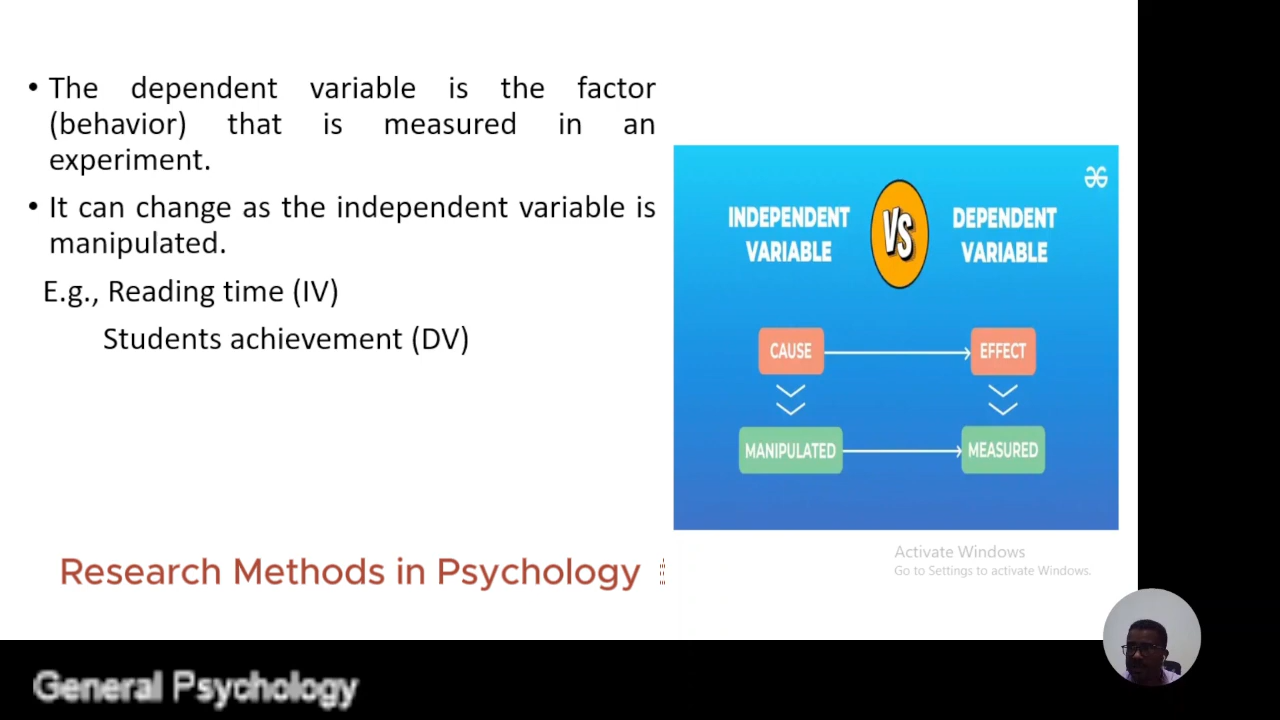 • The dependent variable is the factor
(behavior) that is measured in an
experiment.
• It can change as the independent variable is
manipulated.
E.g., Reading time (IV)
Students achievement (DV)
INDEPENDENT
VARIABLE
VS
DEPENDENT
VARIABLE
CAUSE
EFFECT
MANIPULATED
MEASURED
Research Methods in Psychology
Activate Windows
Go to Settings to activate Windows.
General Psychology